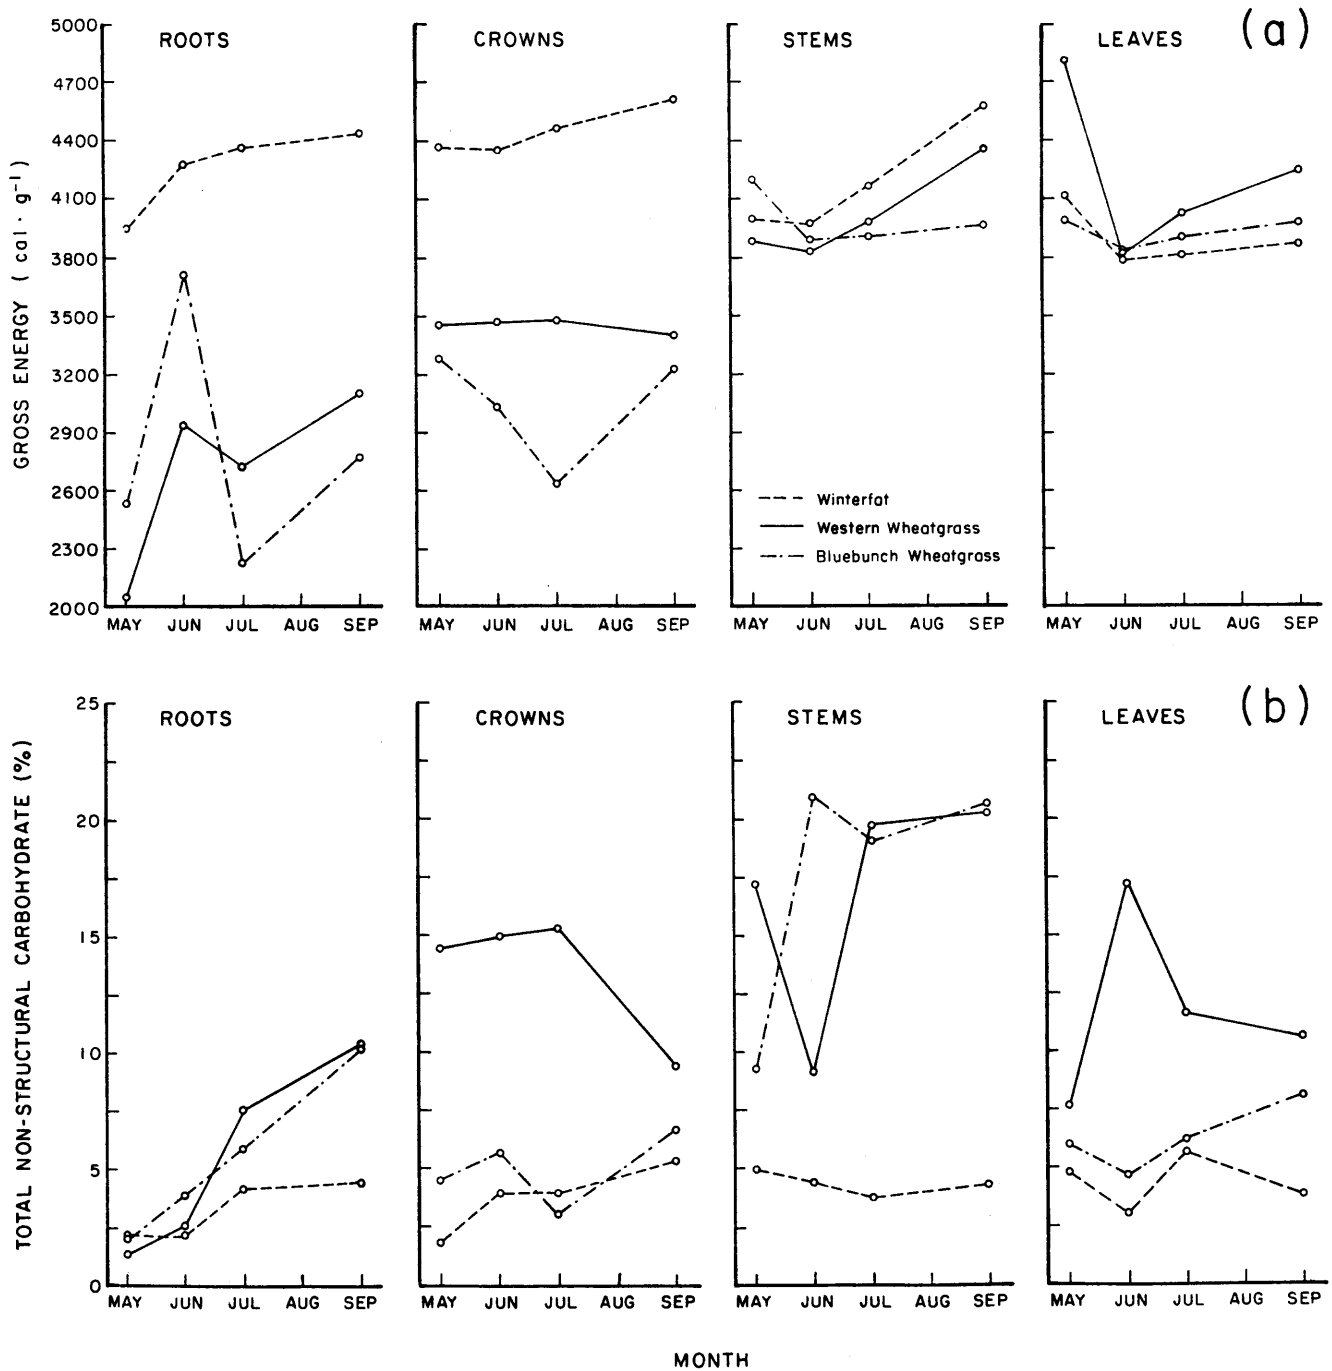 (a)
ROOTS CROWNS STEMS LEAVES
GROSS ENERGY ( cal · g⁻¹)
5000
4700
4400
4100
3800
3500
3200
2900
2600
2300
2000
Winterfat
Western Wheatgrass
Bluebunch Wheatgrass
MAY JUN JUL AUG SEP MAY JUN JUL AUG SEP MAY JUN JUL AUG SEP MAY JUN JUL AUG SEP
(b)
ROOTS CROWNS STEMS LEAVES
TOTAL NON-STRUCTURAL CARBOHYDRATE (%)
25
20
15
10
5
0
MAY JUN JUL AUG SEP MAY JUN JUL AUG SEP MAY JUN JUL AUG SEP MAY JUN JUL AUG SEP
MONTH